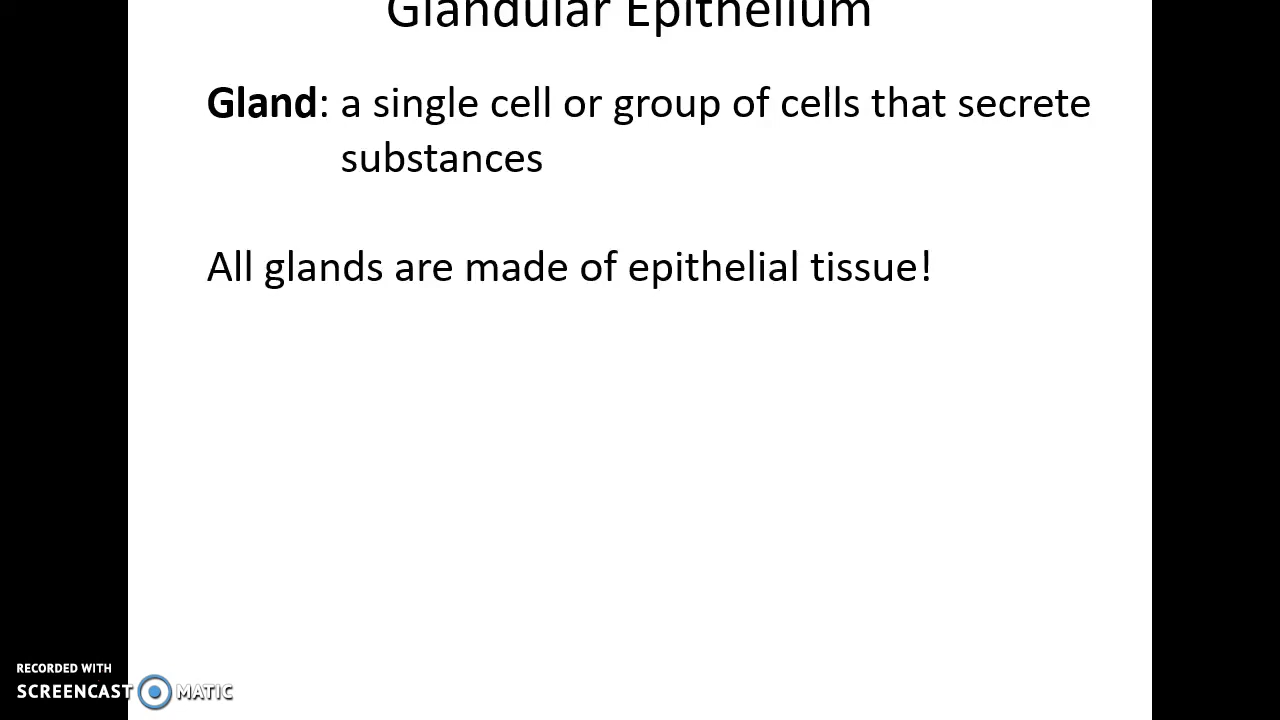 Glandular Epithelium
Gland: a single cell or group of cells that secrete
substances
All glands are made of epithelial tissue!
RECORDED WITH
SCREENCAST MATIC